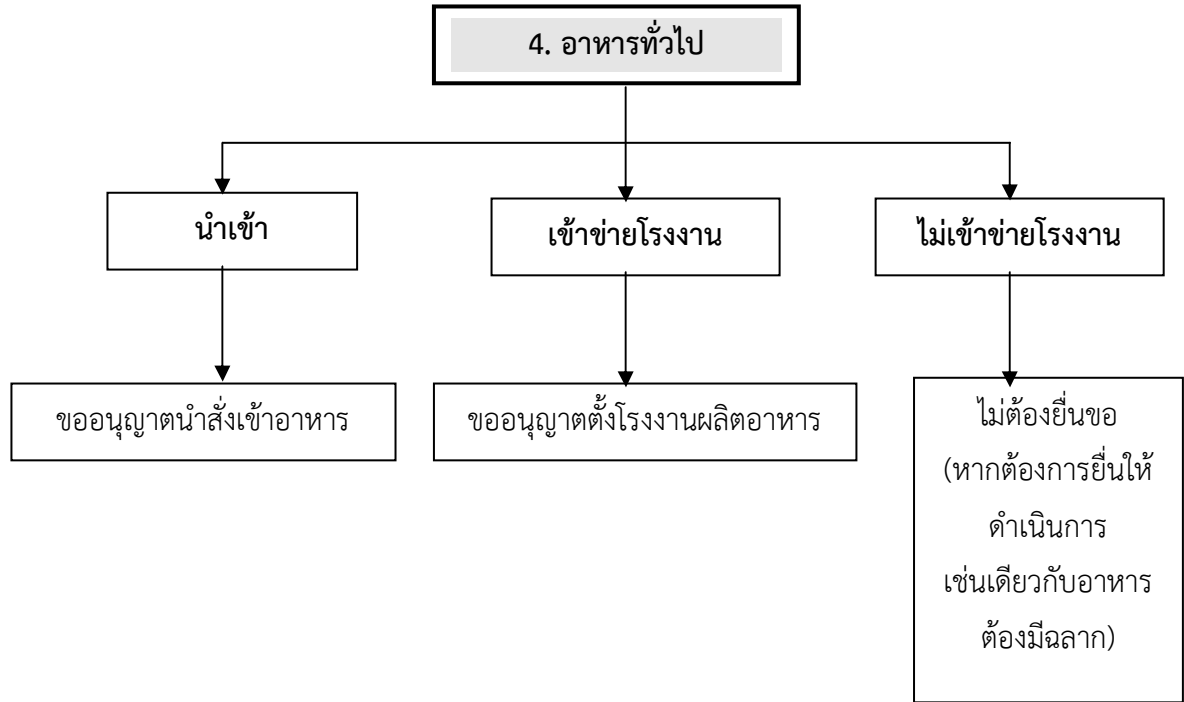 4. อาหารทั่วไป
นำเข้า
เข้าข่ายโรงงาน
ไม่เข้าข่ายโรงงาน
ขออนุญาตนำสั่งเข้าอาหาร
ขออนุญาตตั้งโรงงานผลิตอาหาร
ไม่ต้องยื่นขอ
(หากต้องการยื่นให้
ดำเนินการ
เช่นเดียวกับอาหาร
ต้องมีฉลาก)